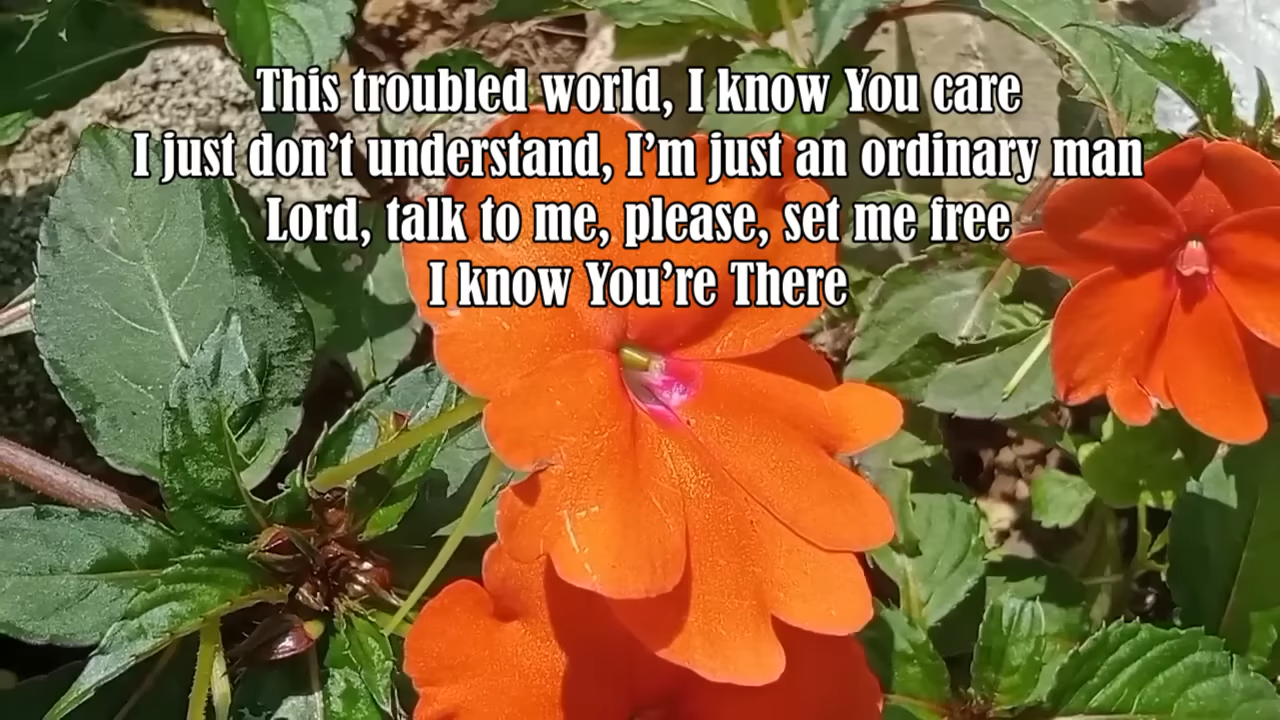 This troubled world, I know You care
I just don’t understand, I’m just an ordinary man
Lord, talk to me, please, set me free
I know You’re There